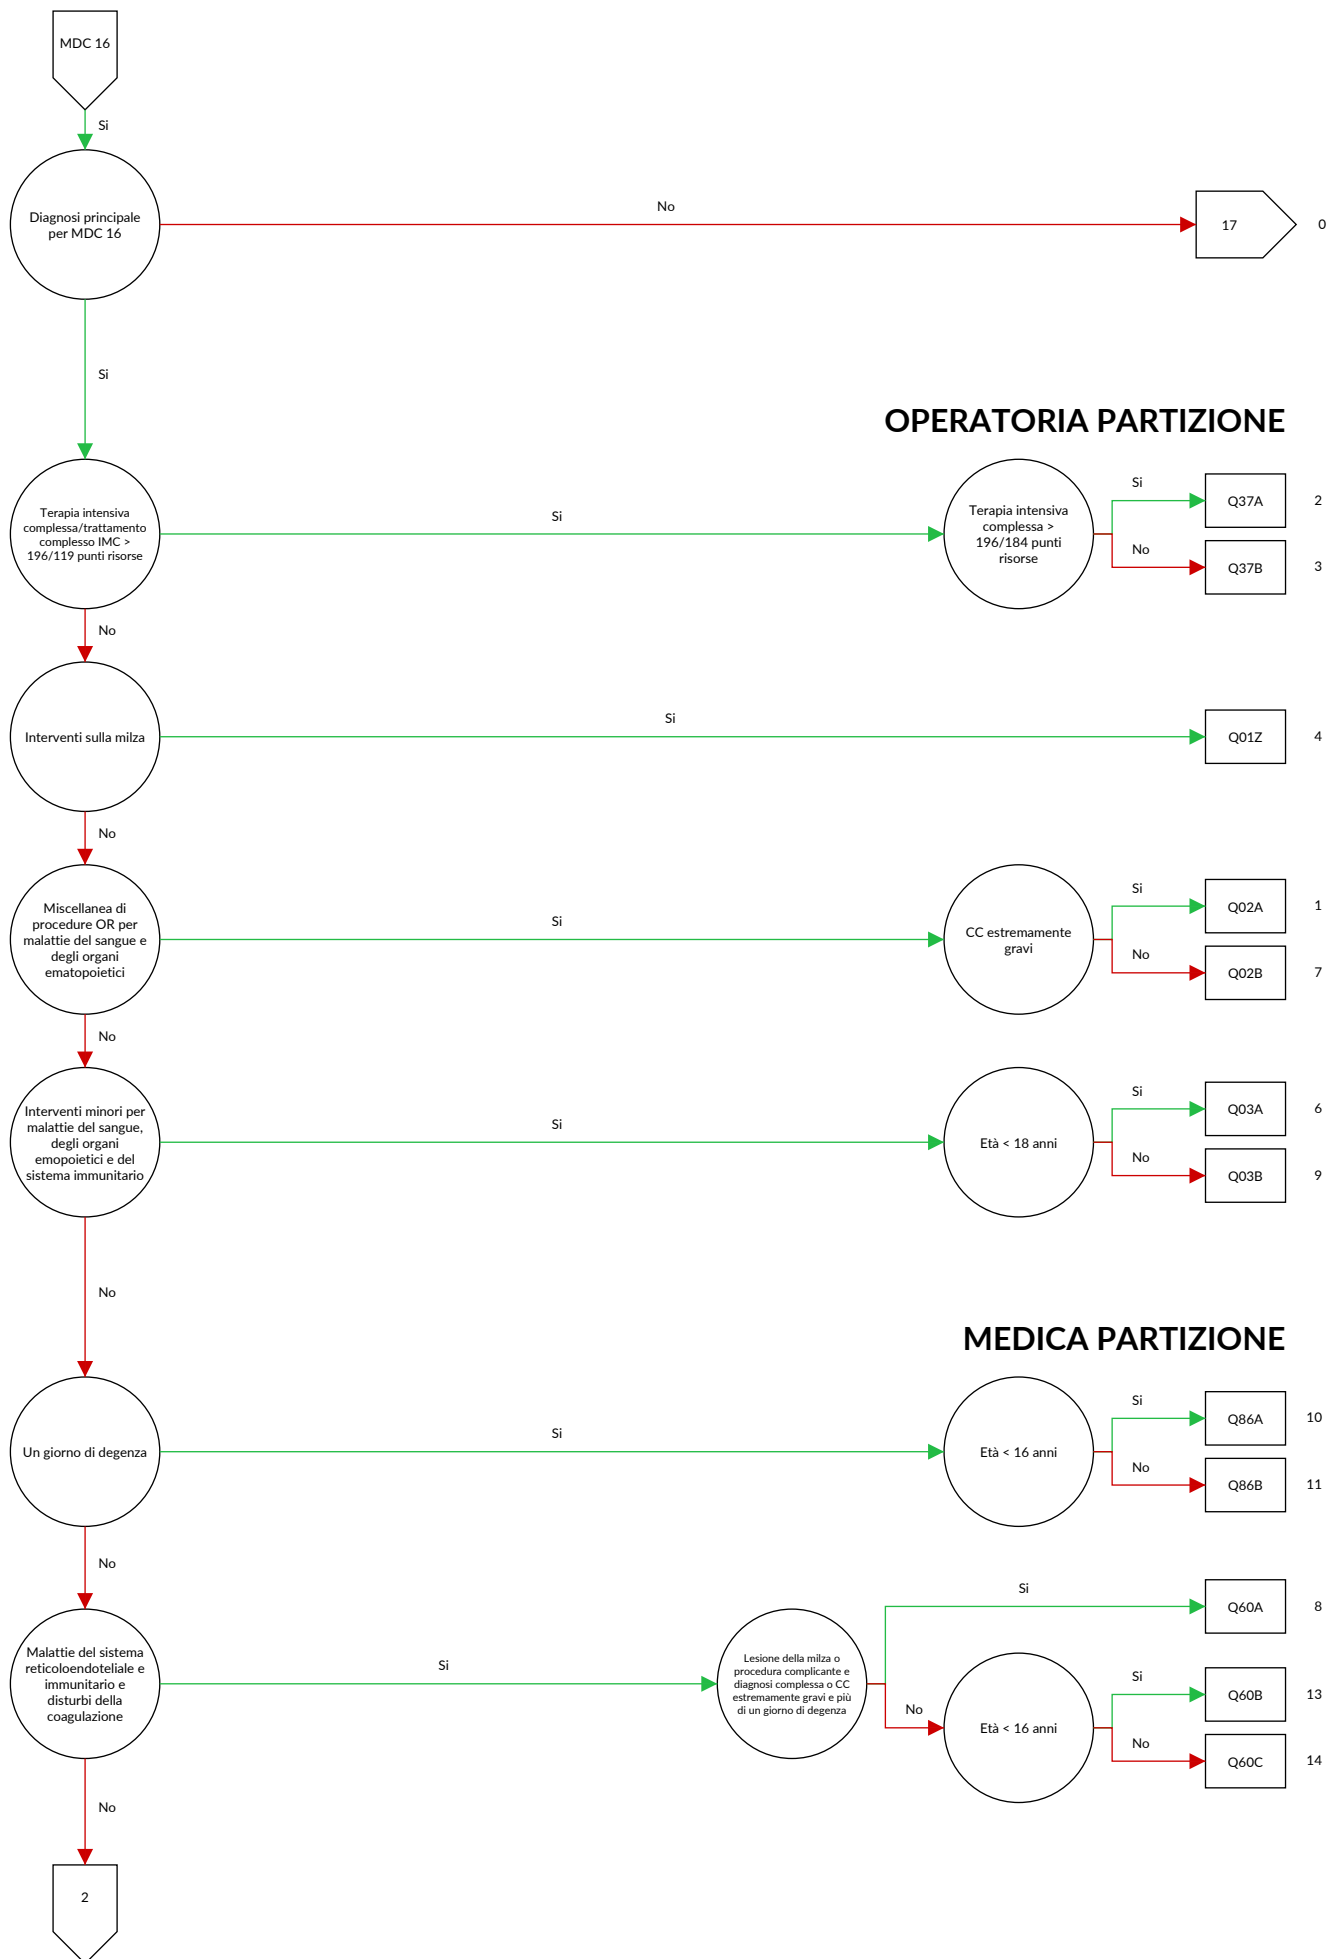 MDC 16
Si
Diagnosi principale
per MDC 16
No
17
0
Si
OPERATORIA PARTIZIONE
Terapia intensiva
complessa/trattamento
complesso IMC >
196/119 punti risorse
Si
Terapia intensiva
complessa >
196/184 punti
risorse
Si
Q37A
2
No
Q37B
3
No
Interventi sulla milza
Si
Q01Z
4
No
Miscellanea di
procedure OR per
malattie del sangue e
degli organi
ematopoietici
Si
CC estremamente
gravi
Si
Q02A
1
No
Q02B
7
No
Interventi minori per
malattie del sangue,
degli organi
emopoietici e del
sistema immunitario
Si
Età < 18 anni
Si
Q03A
6
No
Q03B
9
No
MEDICA PARTIZIONE
Un giorno di degenza
Si
Età < 16 anni
Si
Q86A
10
No
Q86B
11
No
Malattie del sistema
reticoloendoteliale e
immunitario e
disturbi della
coagulazione
Si
Lesione della milza o
procedura complicante e
diagnosi complessa o CC
estremamente gravi e più
di un giorno di degenza
Si
Q60A
8
No
Età < 16 anni
Si
Q60B
13
No
Q60C
14
No
2